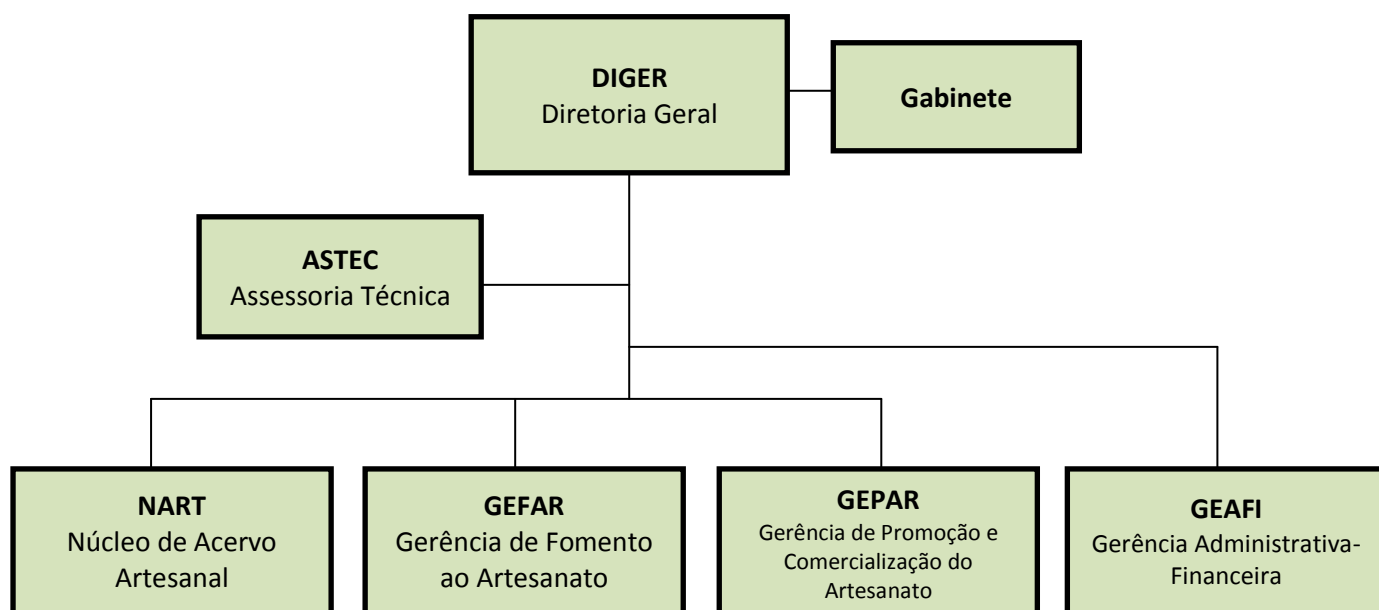 DIGER
Diretoria Geral
Gabinete
ASTEC
Assessoria Técnica
NART
Núcleo de Acervo
Artesanal
GEFAR
Gerência de Fomento
ao Artesanato
GEPAR
Gerência de Promoção e
Comercialização do
Artesanato
GEAFI
Gerência Administrativa-
Financeira